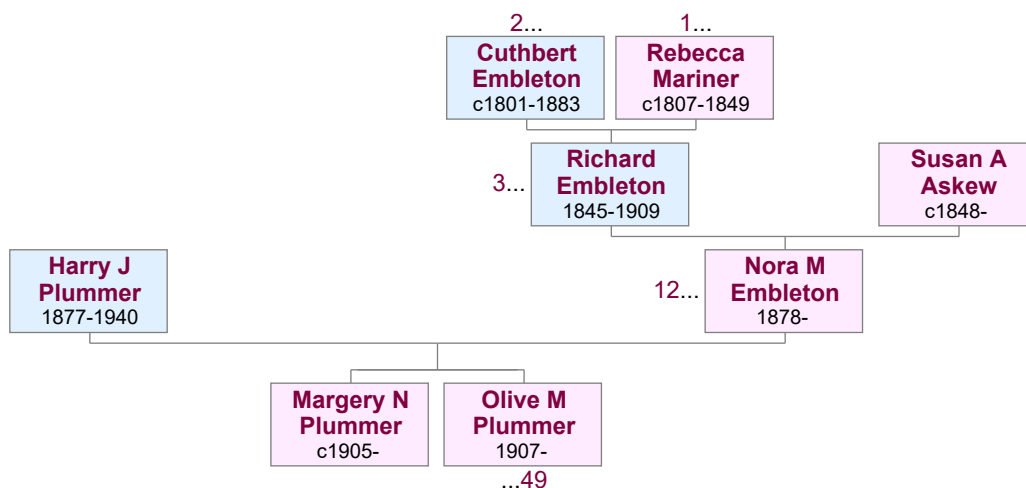 2...
1...
Cuthbert
Embleton
c1801-1883
Rebecca
Mariner
c1807-1849
3...
Richard
Embleton
1845-1909
Susan A
Askew
c1848-
Harry J
Plummer
1877-1940
12...
Nora M
Embleton
1878-
Margery N
Plummer
c1905-
Olive M
Plummer
1907-
...49